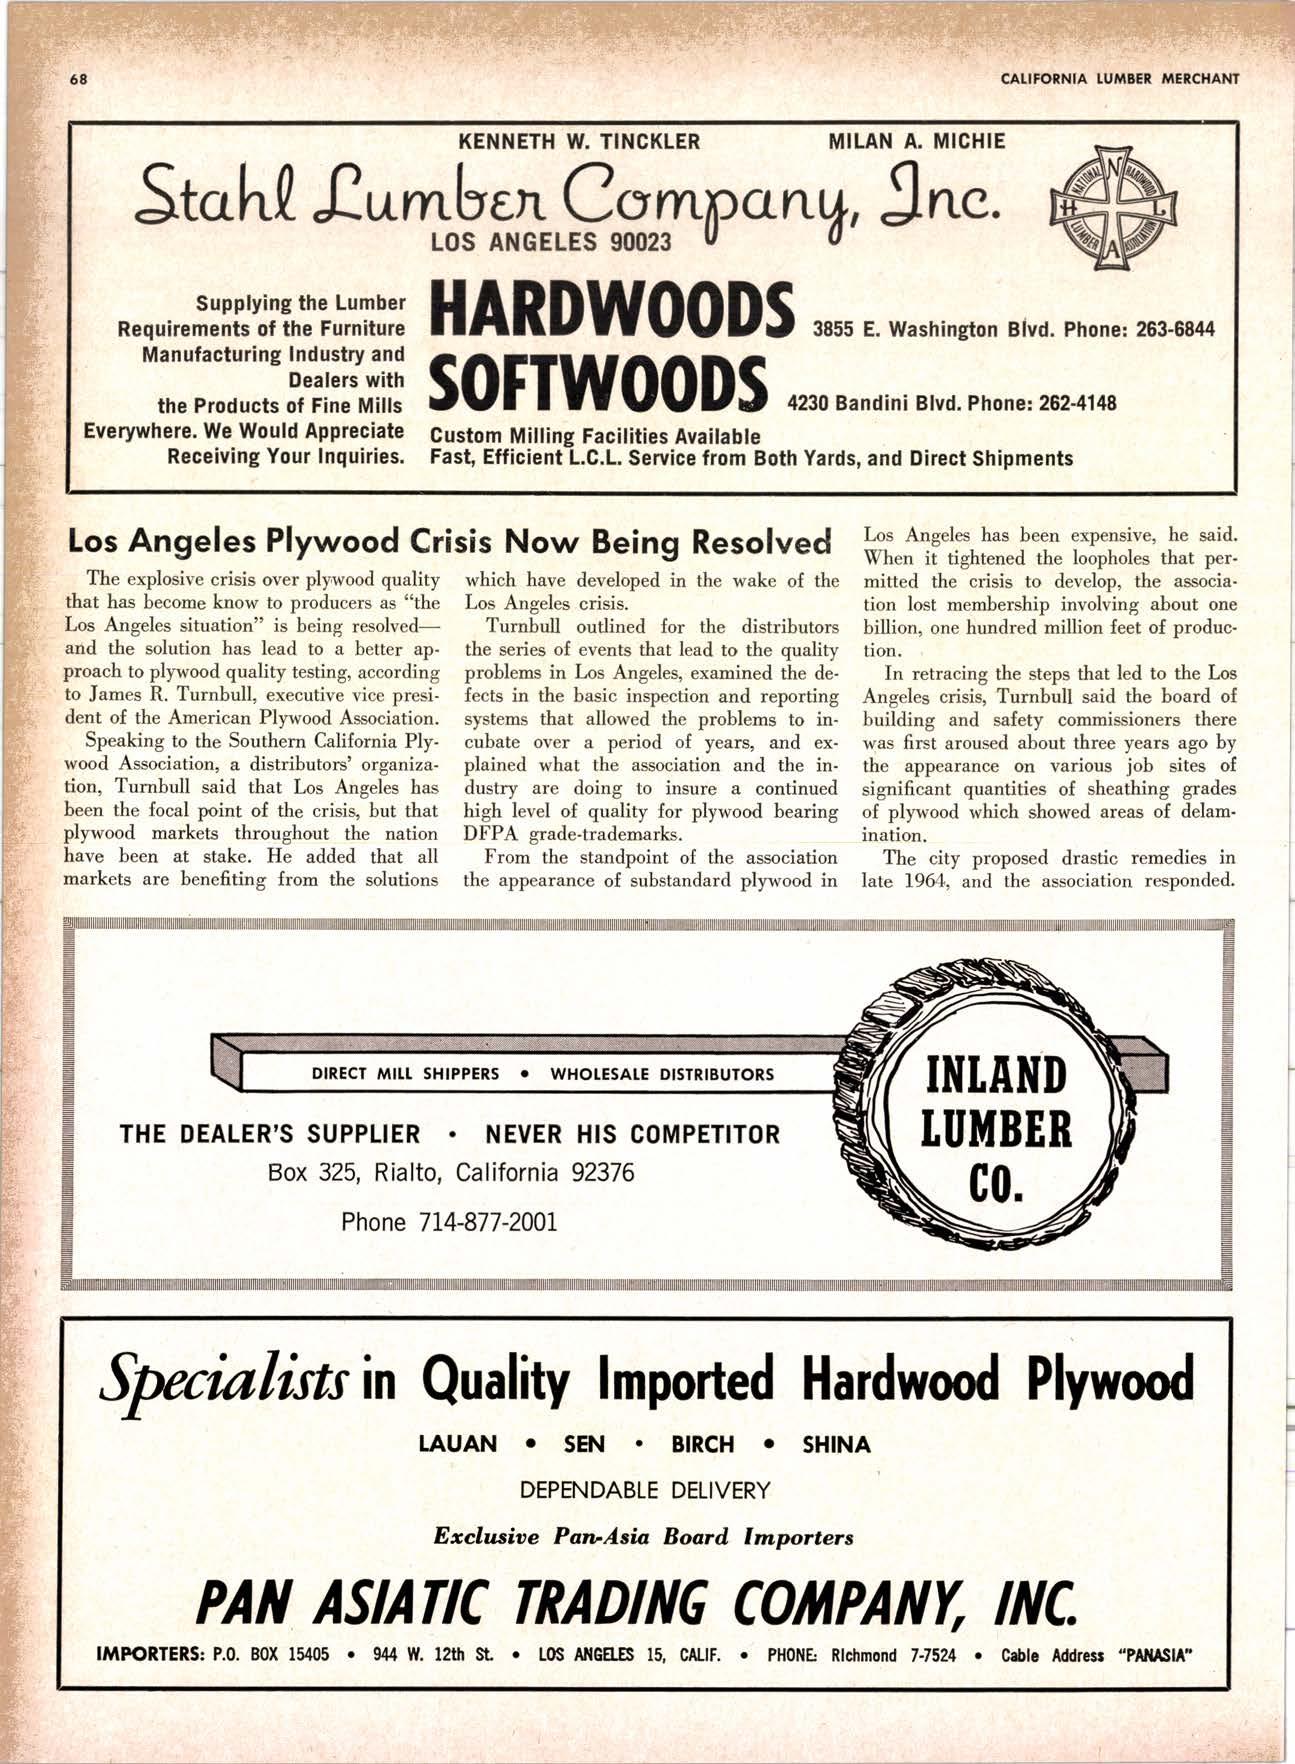 68
CALIFORNIA LUMBER MERCHANT
KENNETH W. TINCKLER MILAN A. MICHIE
Stahl Lumber Company, Inc.
LOS ANGELES 90023
NATIONAL HARDWOOD
LUMBER ASSOCIATION
N
H L
A
Supplying the Lumber
Requirements of the Furniture
Manufacturing Industry and
Dealers with
the Products of Fine Mills
Everywhere. We Would Appreciate
Receiving Your Inquiries.
HARDWOODS 3855 E. Washington Blvd. Phone: 263-6844
SOFTWOODS 4230 Bandini Blvd. Phone: 262-4148
Custom Milling Facilities Available
Fast, Efficient L.C.L. Service from Both Yards, and Direct Shipments
Los Angeles Plywood Crisis Now Being Resolved
The explosive crisis over plywood quality
that has become know to producers as "the
Los Angeles situation" is being resolved—
and the solution has lead to a better ap-
proach to plywood quality testing, according
to James R. Turnbull, executive vice presi-
dent of the American Plywood Association.
Speaking to the Southern California Ply-
wood Association, a distributors' organiza-
tion, Turnbull said that Los Angeles has
been the focal point of the crisis, but that
plywood markets throughout the nation
have been at stake. He added that all
markets are benefiting from the solutions
which have developed in the wake of the
Los Angeles crisis.
Turnbull outlined for the distributors
the series of events that lead to the quality
problems in Los Angeles, examined the de-
fects in the basic inspection and reporting
systems that allowed the problems to in-
cubate over a period of years, and ex-
plained what the association and the in-
dustry are doing to insure a continued
high level of quality for plywood bearing
DFPA grade-trademarks.
From the standpoint of the association
the appearance of substandard plywood in
Los Angeles has been expensive, he said.
When it tightened the loopholes that per-
mitted the crisis to develop, the associa-
tion lost membership involving about one
billion, one hundred million feet of produc-
tion.
In retracing the steps that led to the Los
Angeles crisis, Turnbull said the board of
building and safety commissioners there
was first aroused about three years ago by
the appearance on various job sites of
significant quantities of sheathing grades
of plywood which showed areas of delam-
ination.
The city proposed drastic remedies in
late 1964, and the association responded.
DIRECT MILL SHIPPERS • WHOLESALE DISTRIBUTORS
THE DEALER'S SUPPLIER • NEVER HIS COMPETITOR
Box 325, Rialto, California 92376
Phone 714-877-2001
INLAND
LUMBER
CO.
Specialists in Quality Imported Hardwood Plywood
LAUAN • SEN • BIRCH • SHINA
DEPENDABLE DELIVERY
Exclusive Pan-Asia Board Importers
PAN ASIATIC TRADING COMPANY, INC.
IMPORTERS: P.O. BOX 15405 • 944 W. 12th St. • LOS ANGELES 15, CALIF. • PHONE: RIchmond 7-7524 • Cable Address "PANASIA"